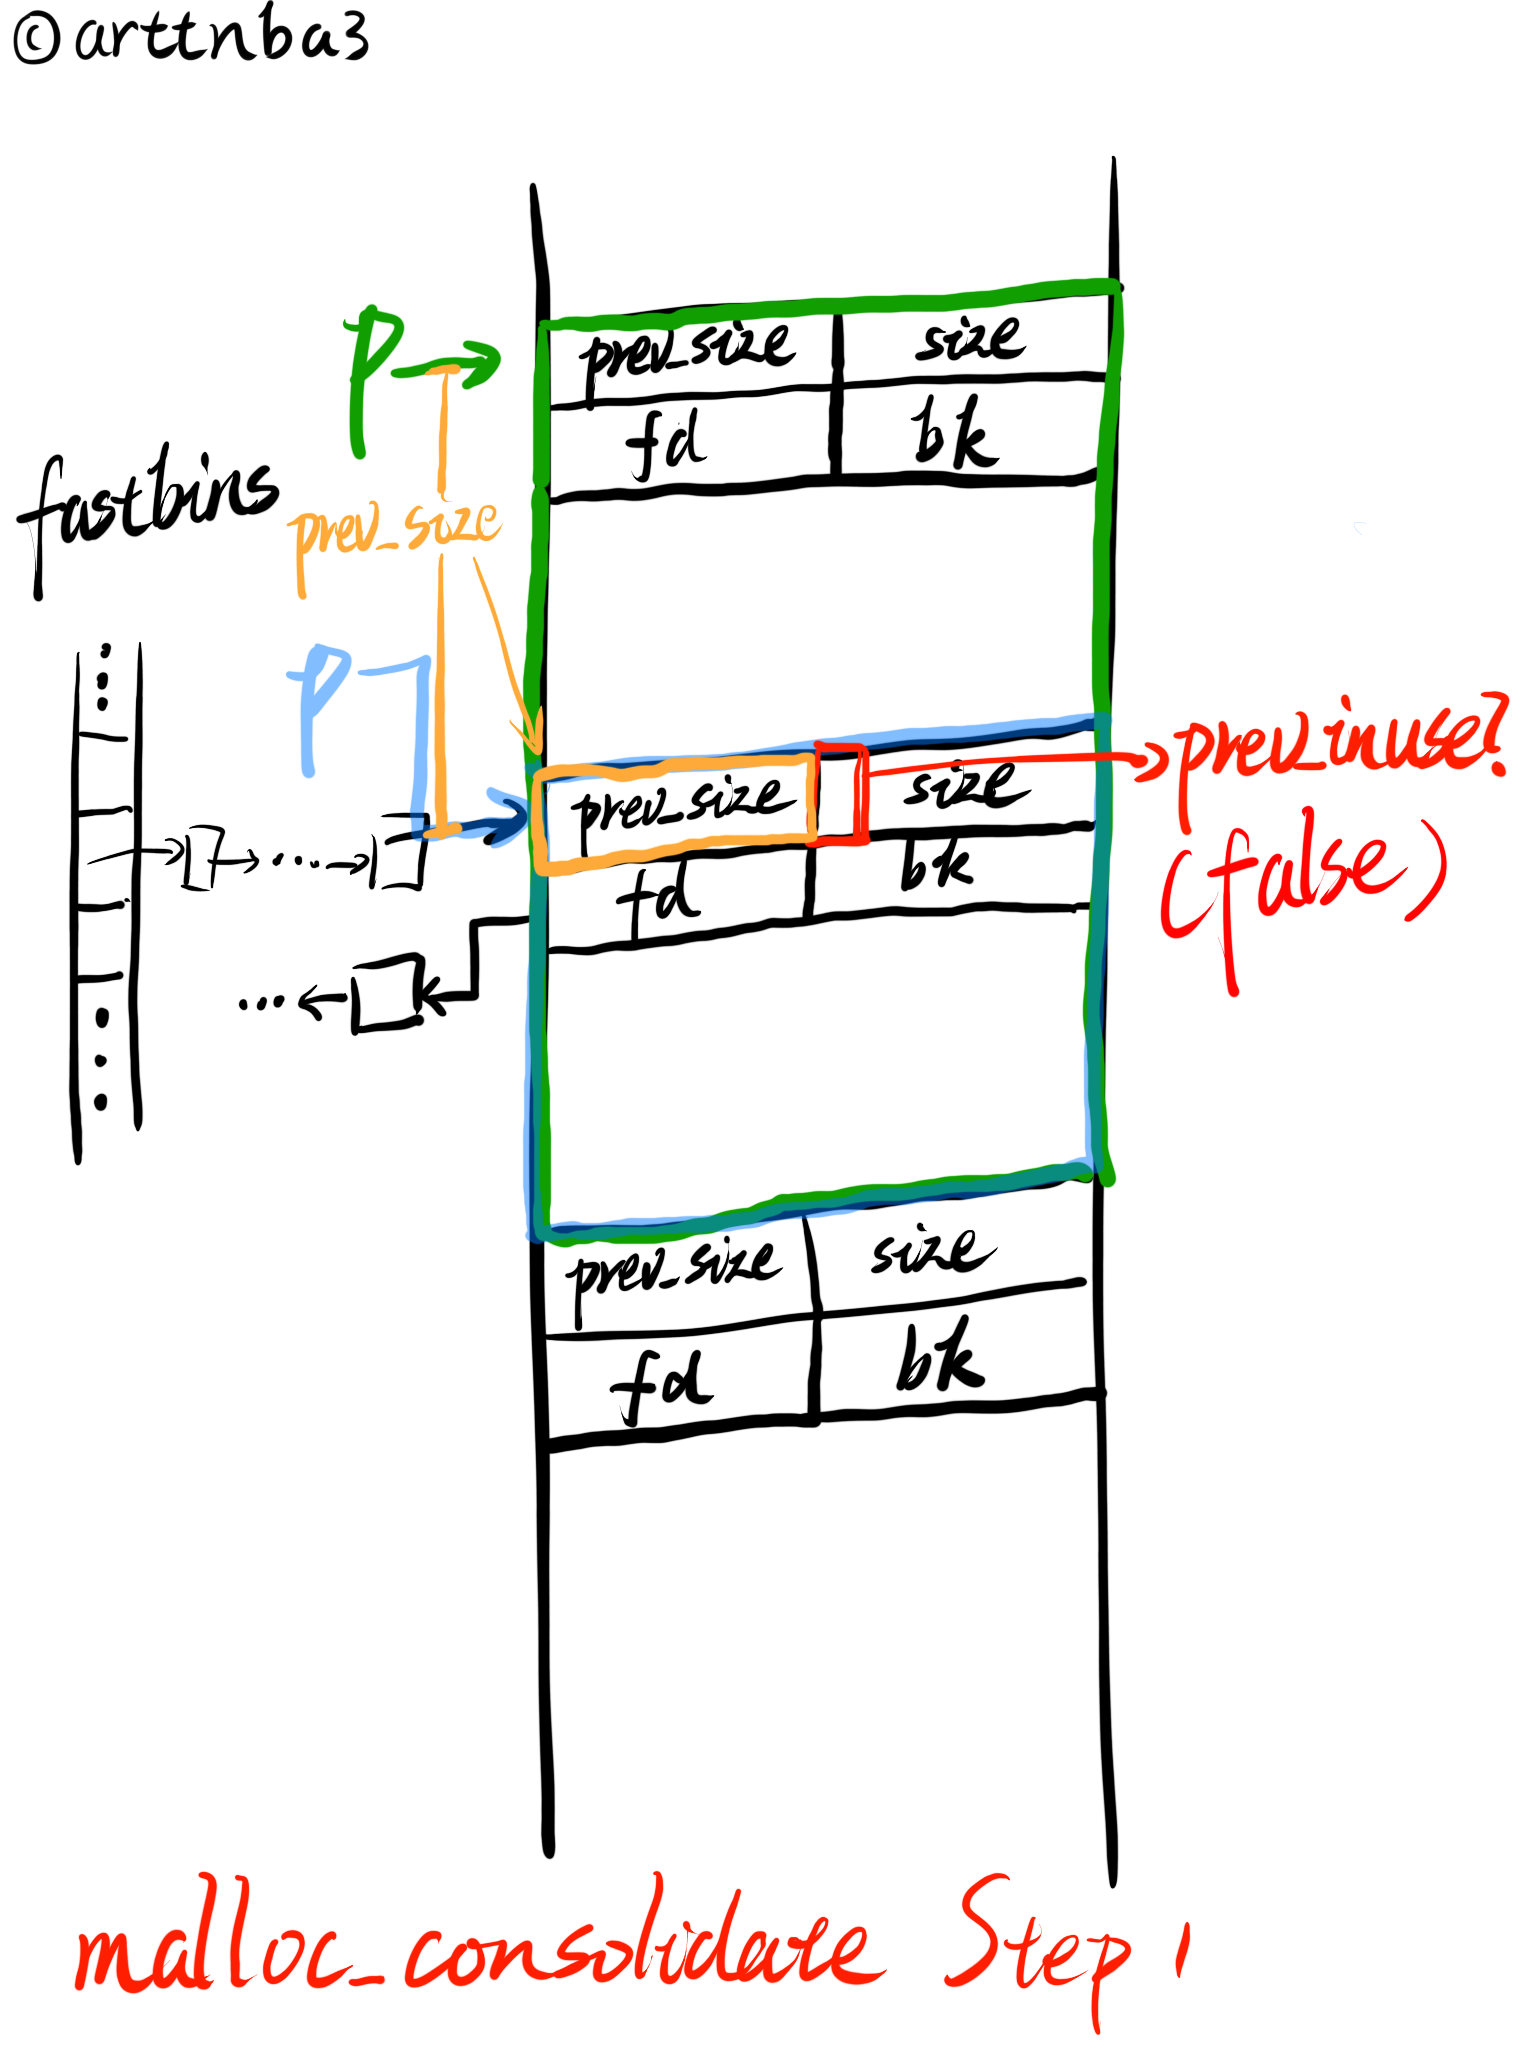 ©arttnba3
P
prev_size size
fd bk
fastbins
prev_size
P
prev_inuse?
(false)
prev_size size
fd bk
prev_size size
fd bk
malloc_consolidate Step 1